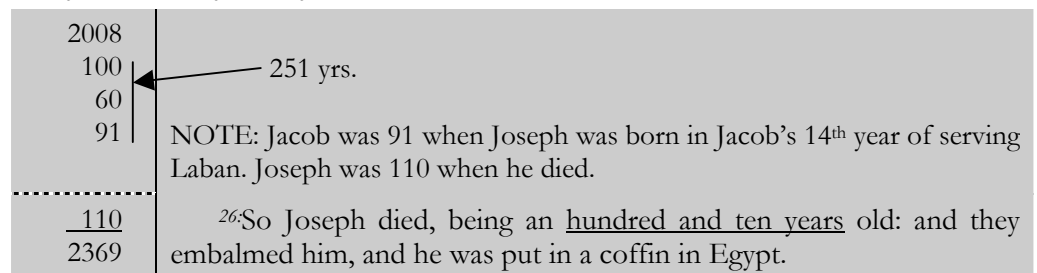 2008
100 251 yrs.
60
91 NOTE: Jacob was 91 when Joseph was born in Jacob’s 14th year of serving
Laban. Joseph was 110 when he died.
110 26:So Joseph died, being an hundred and ten years old: and they
2369 embalmed him, and he was put in a coffin in Egypt.